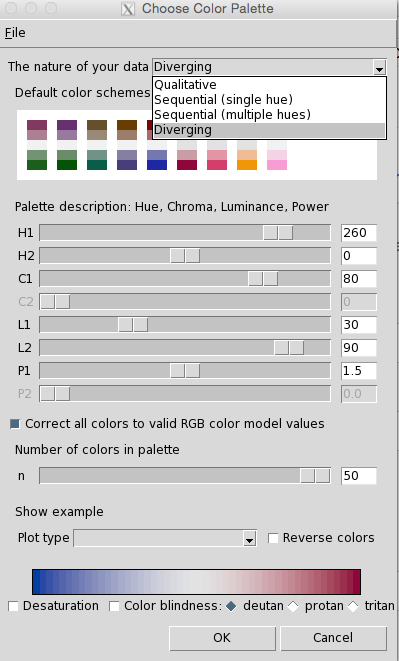 Choose Color Palette
File
The nature of your data Diverging
Qualitative
Default color schemes
Sequential (single hue)
Sequential (multiple hues)
Diverging
Palette description: Hue, Chroma, Luminance, Power
H1 260
H2 0
C1 80
C2 0
L1 30
L2 90
P1 1.5
P2 0.0
Correct all colors to valid RGB color model values
Number of colors in palette
n 50
Show example
Plot type Reverse colors
Desaturation Color blindness: deutan protan tritan
OK Cancel